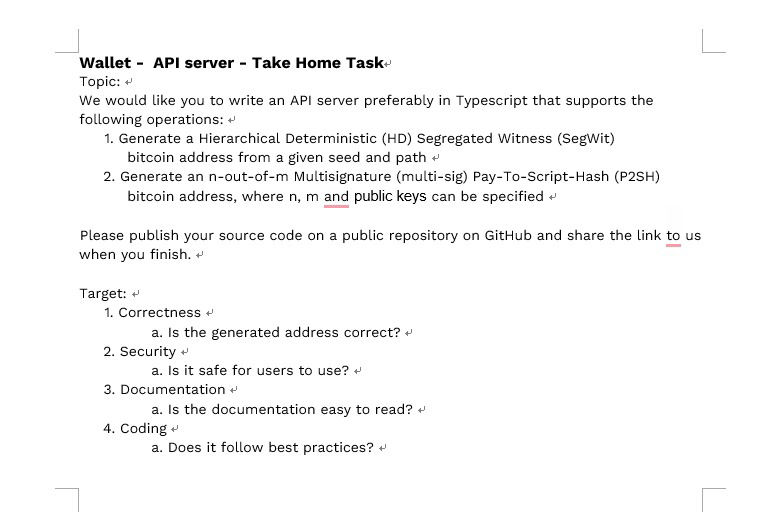 Wallet -  API server - Take Home Task
Topic:
We would like you to write an API server preferably in Typescript that supports the
following operations:
1. Generate a Hierarchical Deterministic (HD) Segregated Witness (SegWit)
bitcoin address from a given seed and path
2. Generate an n-out-of-m Multisignature (multi-sig) Pay-To-Script-Hash (P2SH)
bitcoin address, where n, m and public keys can be specified
Please publish your source code on a public repository on GitHub and share the link to us
when you finish.
Target:
1. Correctness
a. Is the generated address correct?
2. Security
a. Is it safe for users to use?
3. Documentation
a. Is the documentation easy to read?
4. Coding
a. Does it follow best practices?